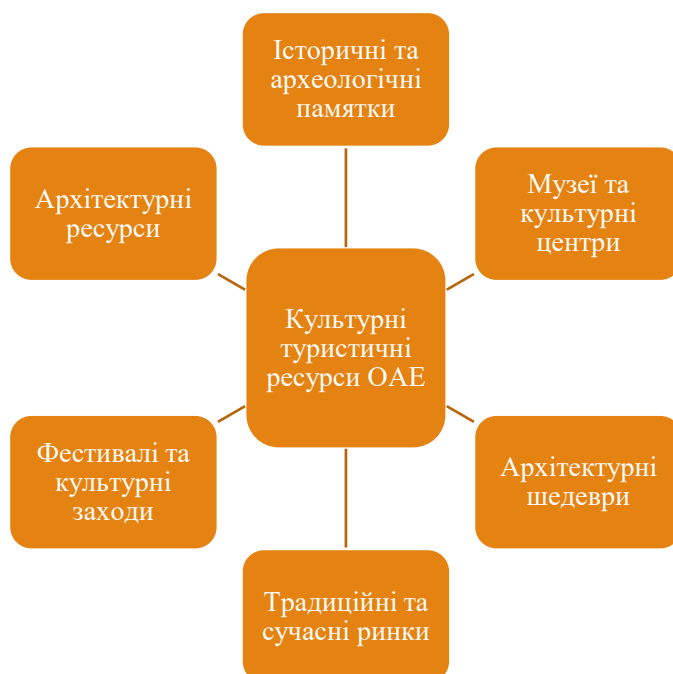 Історичні та
археологічні
памятки
Архітектурні
ресурси
Музеї та
культурні
центри
Культурні
туристичні
ресурси ОАЕ
Фестивалі та
культурні
заходи
Архітектурні
шедеври
Традиційні та
сучасні ринки